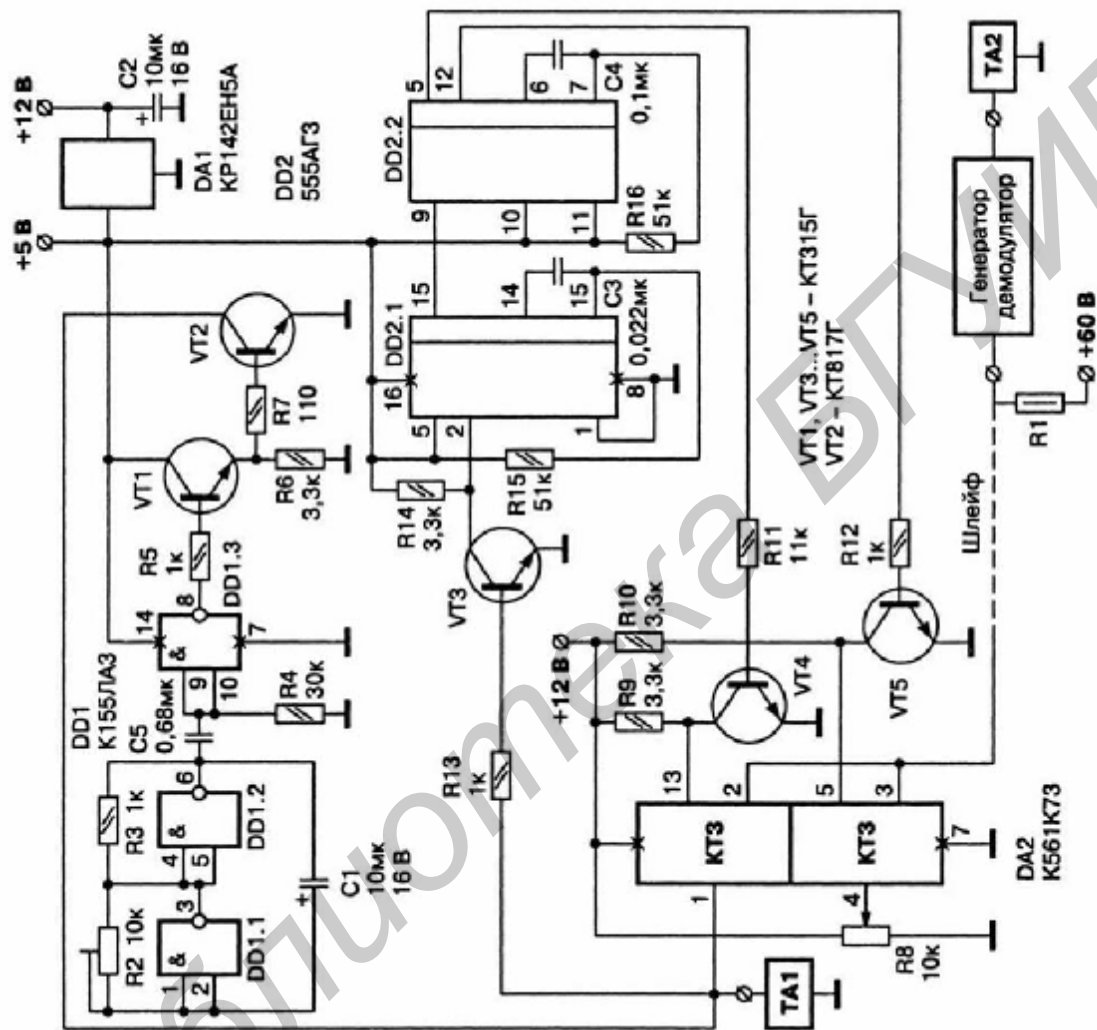 +12 В
C2
10мк
16 В
DA1
КР142ЕН5А
+5 В
DD2
555АГ3
VT2
R7
110
VT1
R6
3,3к
R5
1к
DD1.3
&
14
8
9
10
7
DD1
К155ЛА3
C5
0,68мк
R4
30к
R3 1к
R2 10к
&
1
2
3
DD1.1
&
4
5
6
DD1.2
C1
10мк
16 В
DD2.1
16
5
2
1
15
14
15
8
C3
0,022мк
DD2.2
9
10
11
5
12
6
7
C4
0,1мк
R16
51к
R14
3,3к
R15
51к
VT3
R13
1к
VT1, VT3...VT5 – КТ315Г
VT2 – КТ817Г
+12 В
R9
3,3к
R10
3,3к
VT4
VT5
R11
11к
R12
1к
КТ3
КТ3
1
13
2
5
3
4
7
DA2
К561К73
R8
10к
TA1
Шлейф
R1
+60 В
Генератор
демодулятор
TA2
блиотека БГУИР